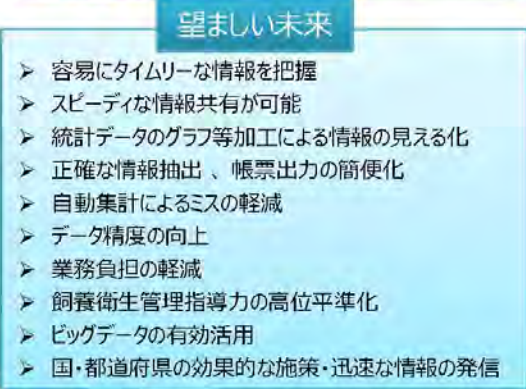 望ましい未来
➢ 容易にタイムリーな情報を把握
➢ スピーディな情報共有が可能
➢ 統計データのグラフ等加工による情報の見える化
➢ 正確な情報抽出 、帳票出力の簡便化
➢ 自動集計によるミスの軽減
➢ データ精度の向上
➢ 業務負担の軽減
➢ 飼養衛生管理指導力の高位平準化
➢ ビッグデータの有効活用
➢ 国・都道府県の効果的な施策・迅速な情報の発信